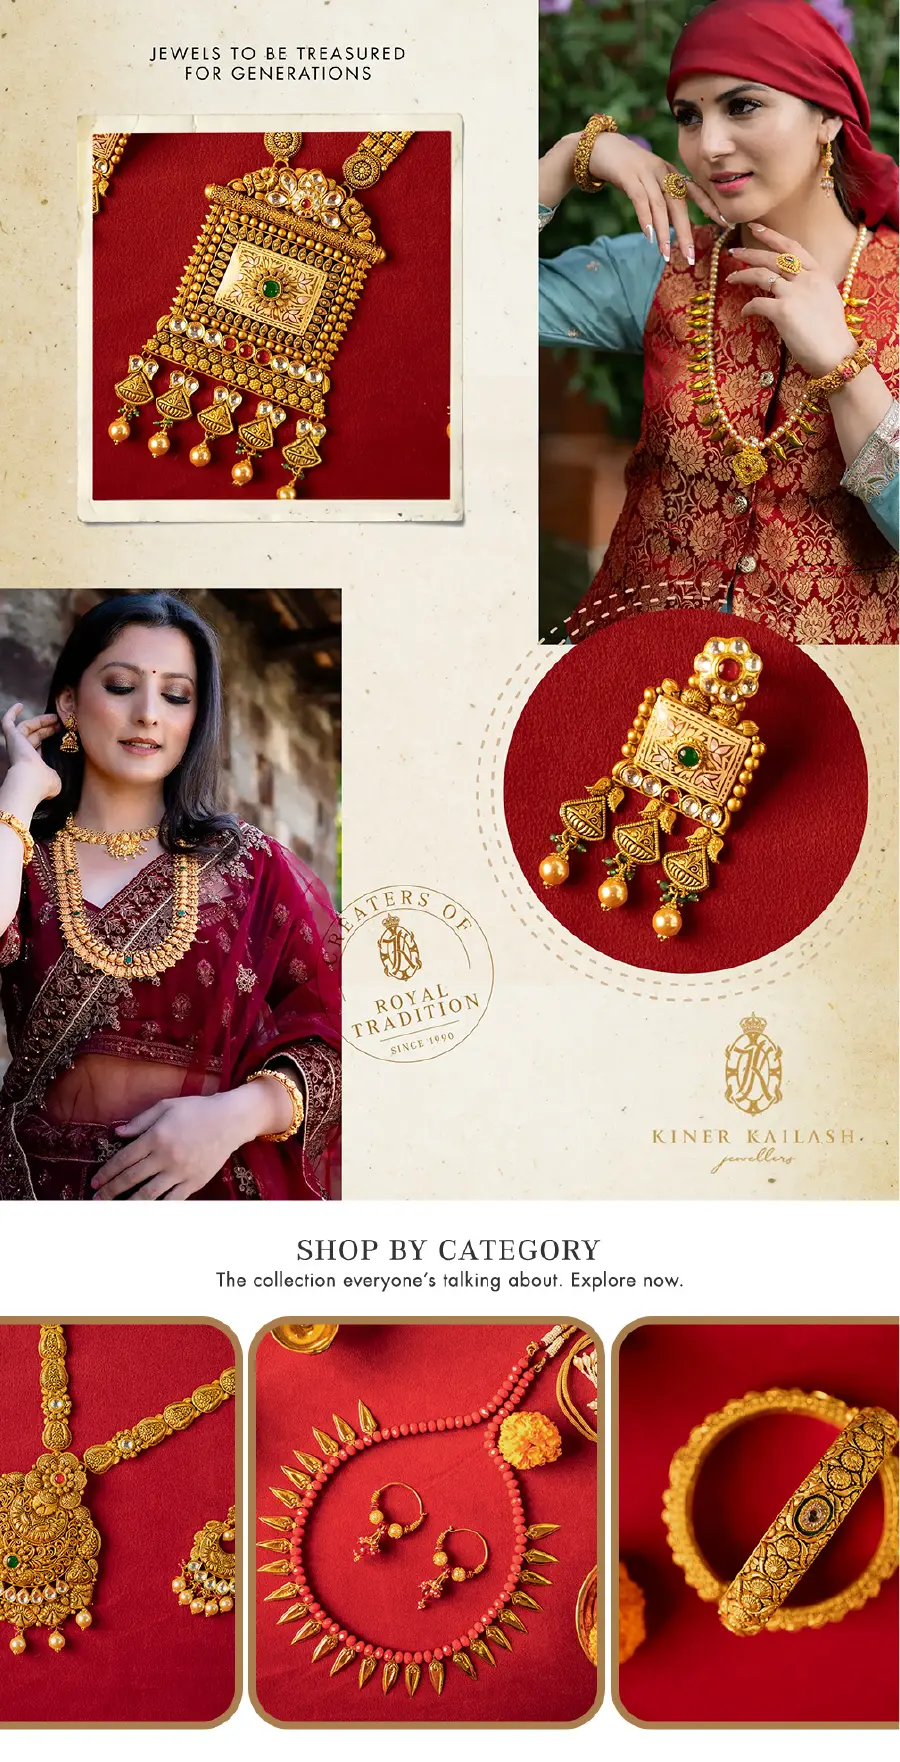 JEWELS TO BE TREASURED
FOR GENERATIONS
REATERS OF
ROYAL
TRADITION
SINCE 1990
KINER KAILASH
jewellers
SHOP BY CATEGORY
The collection everyone's talking about. Explore now.